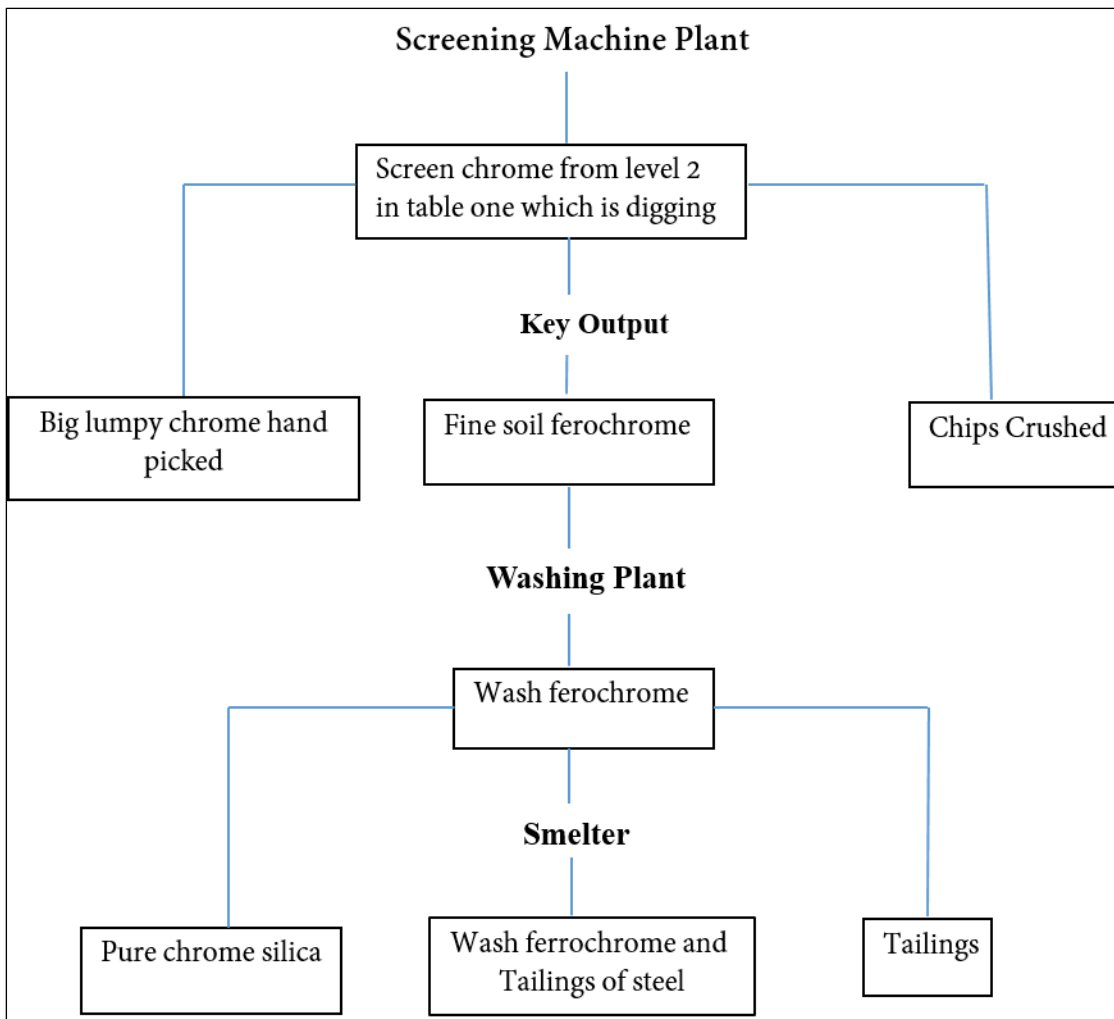 Screening Machine Plant
Screen chrome from level 2
in table one which is digging
Key Output
Big lumpy chrome hand
picked
Fine soil ferochrome
Chips Crushed
Washing Plant
Wash ferochrome
Smelter
Pure chrome silica
Wash ferrochrome and
Tailings of steel
Tailings